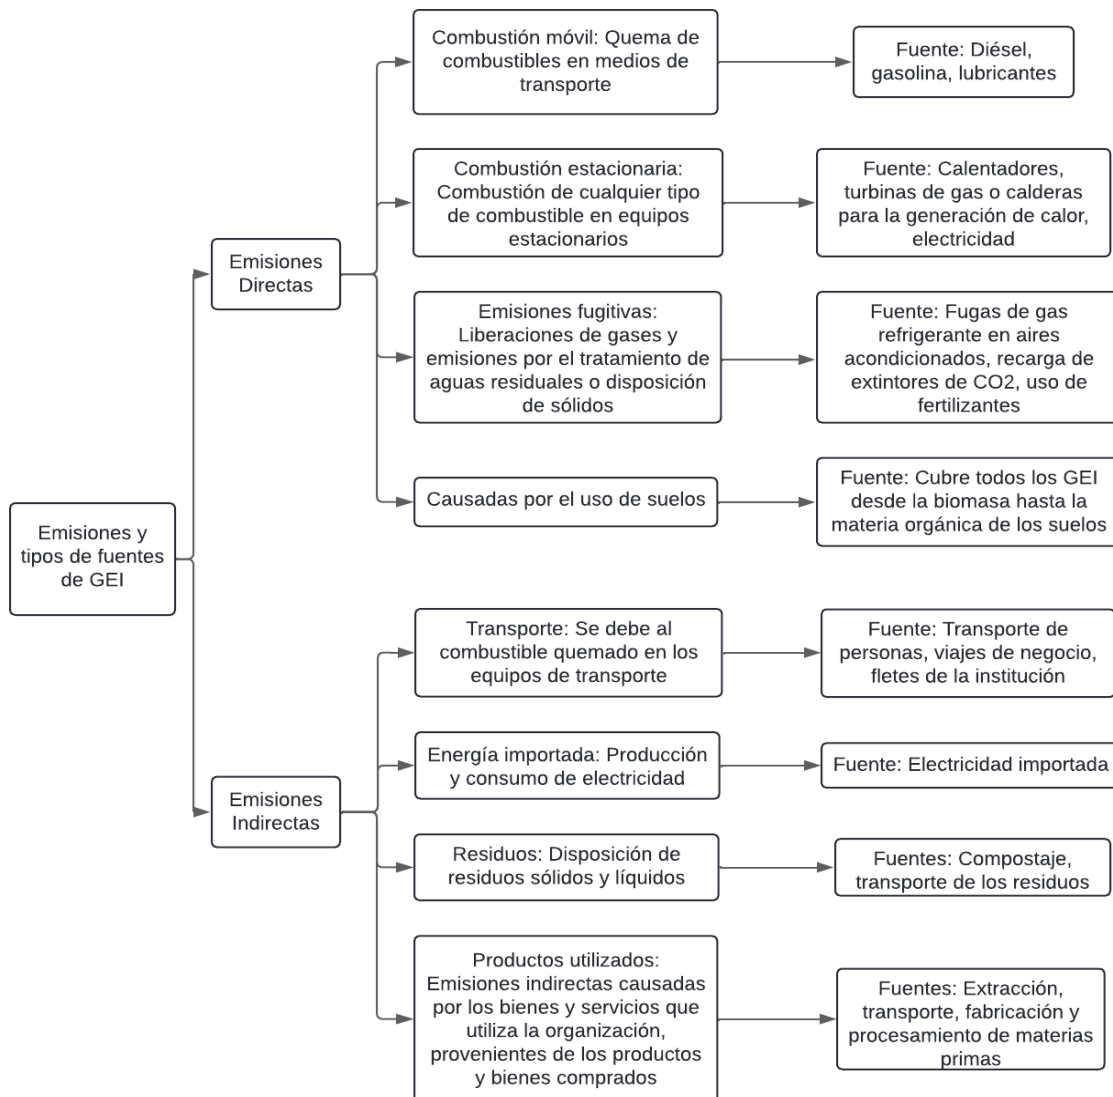 Emisiones y
tipos de fuentes
de GEI
Emisiones
Directas
Combustión móvil: Quema de
combustibles en medios de
transporte
Fuente: Diésel,
gasolina, lubricantes
Combustión estacionaria:
Combustión de cualquier tipo
de combustible en equipos
estacionarios
Fuente: Calentadores,
turbinas de gas o calderas
para la generación de calor,
electricidad
Emisiones fugitivas:
Liberaciones de gases y
emisiones por el tratamiento de
aguas residuales o disposición
de sólidos
Fuente: Fugas de gas
refrigerante en aires
acondicionados, recarga de
extintores de CO2, uso de
fertilizantes
Causadas por el uso de suelos
Fuente: Cubre todos los GEI
desde la biomasa hasta la
materia orgánica de los suelos
Emisiones
Indirectas
Transporte: Se debe al
combustible quemado en los
equipos de transporte
Fuente: Transporte de
personas, viajes de negocio,
fletes de la institución
Energía importada: Producción
y consumo de electricidad
Fuente: Electricidad importada
Residuos: Disposición de
residuos sólidos y líquidos
Fuentes: Compostaje,
transporte de los residuos
Productos utilizados:
Emisiones indirectas causadas
por los bienes y servicios que
utiliza la organización,
provenientes de los productos
y bienes comprados
Fuentes: Extracción,
transporte, fabricación y
procesamiento de materias
primas